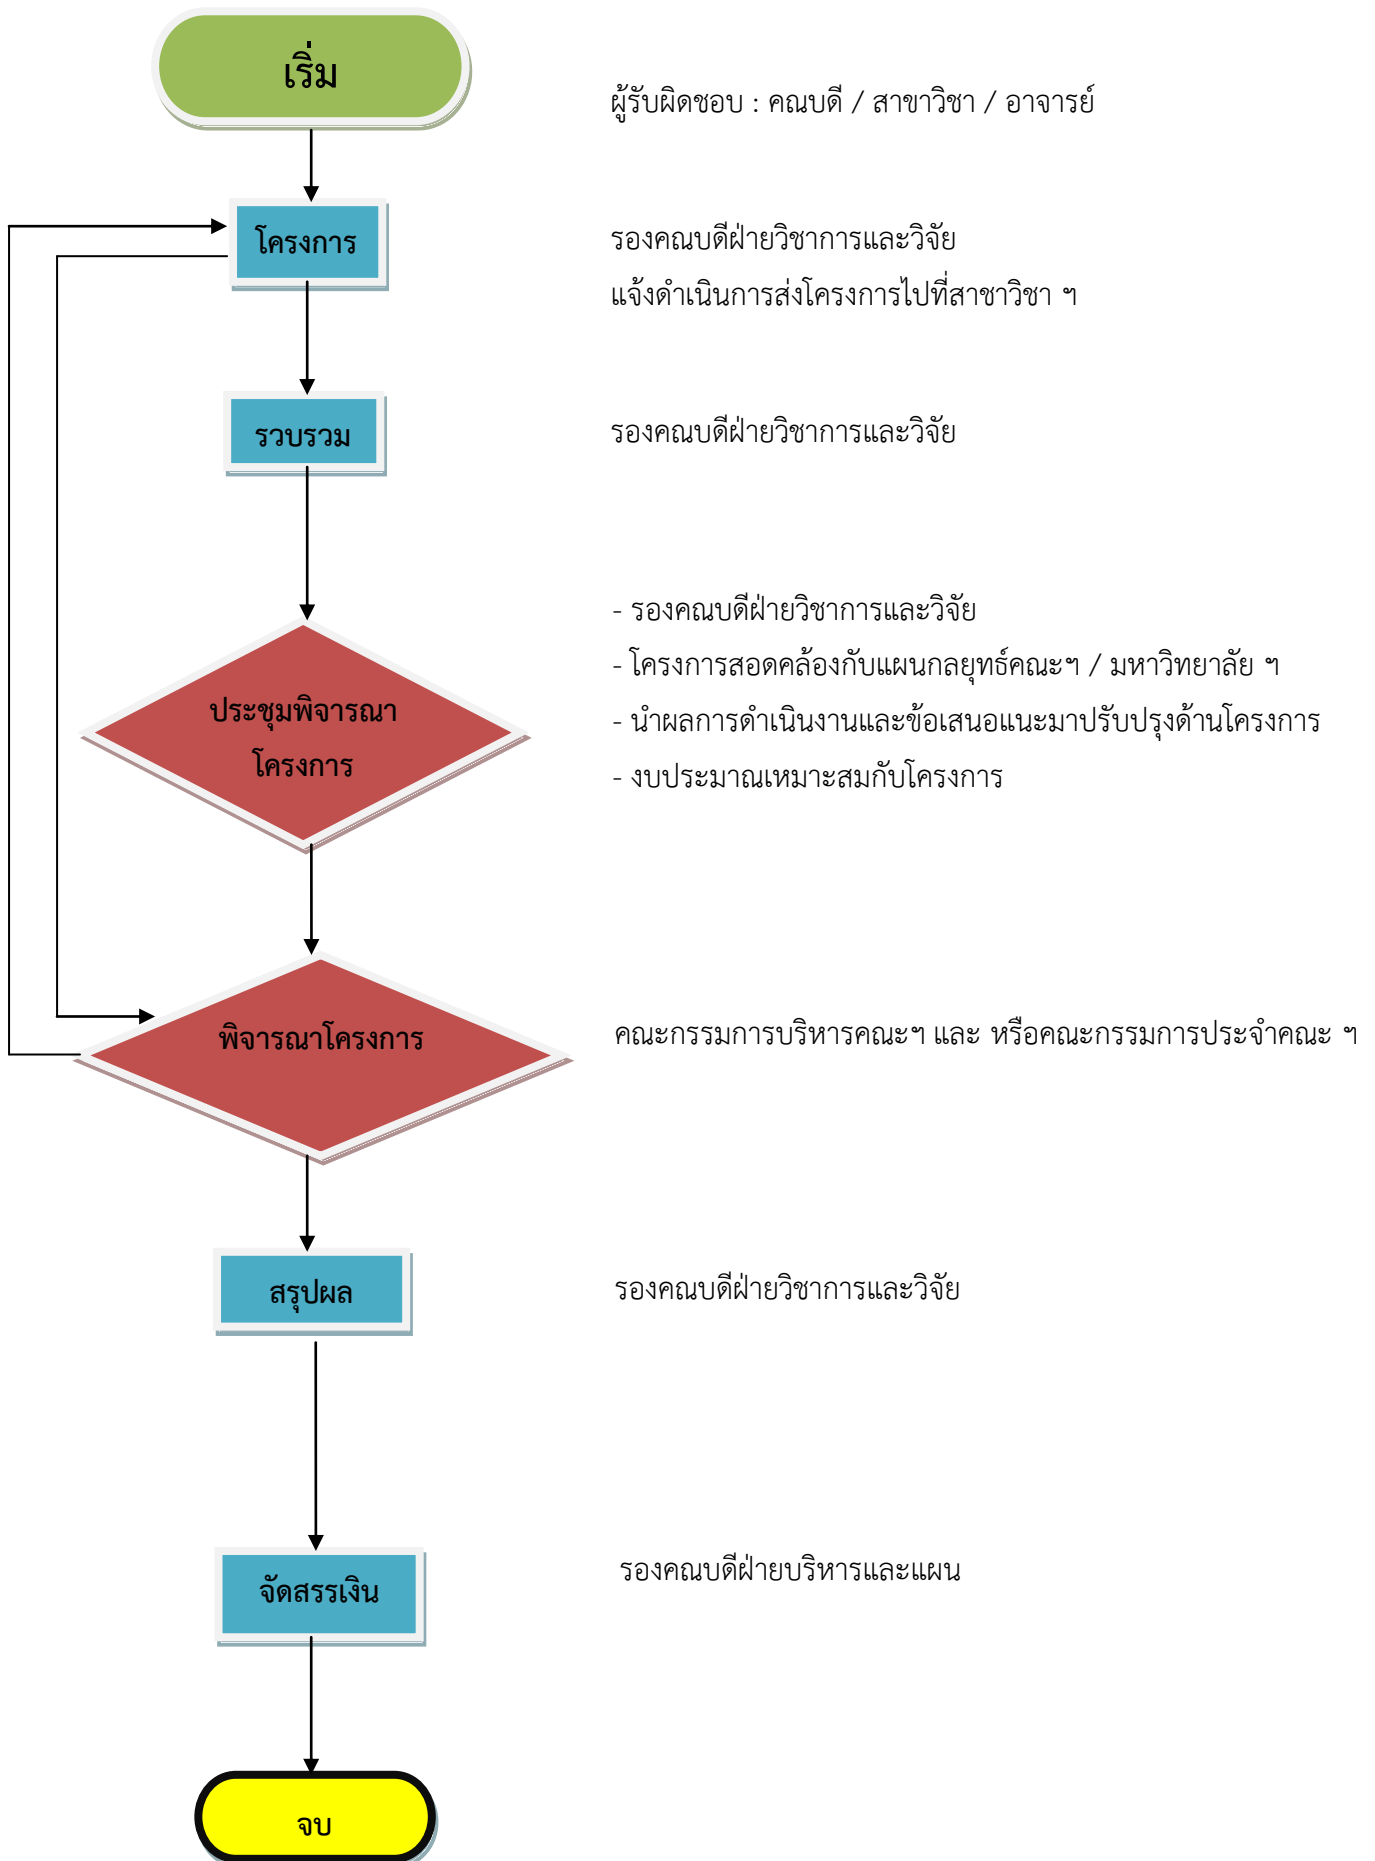 เริ่ม
ผู้รับผิดชอบ : คณบดี / สาขาวิชา / อาจารย์
โครงการ
รองคณบดีฝ่ายวิชาการและวิจัย
แจ้งดำเนินการส่งโครงการไปที่สาชาวิชา ฯ
รวบรวม
รองคณบดีฝ่ายวิชาการและวิจัย
- รองคณบดีฝ่ายวิชาการและวิจัย
- โครงการสอดคล้องกับแผนกลยุทธ์คณะฯ / มหาวิทยาลัย ฯ
- นำผลการดำเนินงานและข้อเสนอแนะมาปรับปรุงด้านโครงการ
- งบประมาณเหมาะสมกับโครงการ
ประชุมพิจารณา
โครงการ
พิจารณาโครงการ
คณะกรรมการบริหารคณะฯ และ หรือคณะกรรมการประจำคณะ ฯ
สรุปผล
รองคณบดีฝ่ายวิชาการและวิจัย
จัดสรรเงิน
รองคณบดีฝ่ายบริหารและแผน
จบ